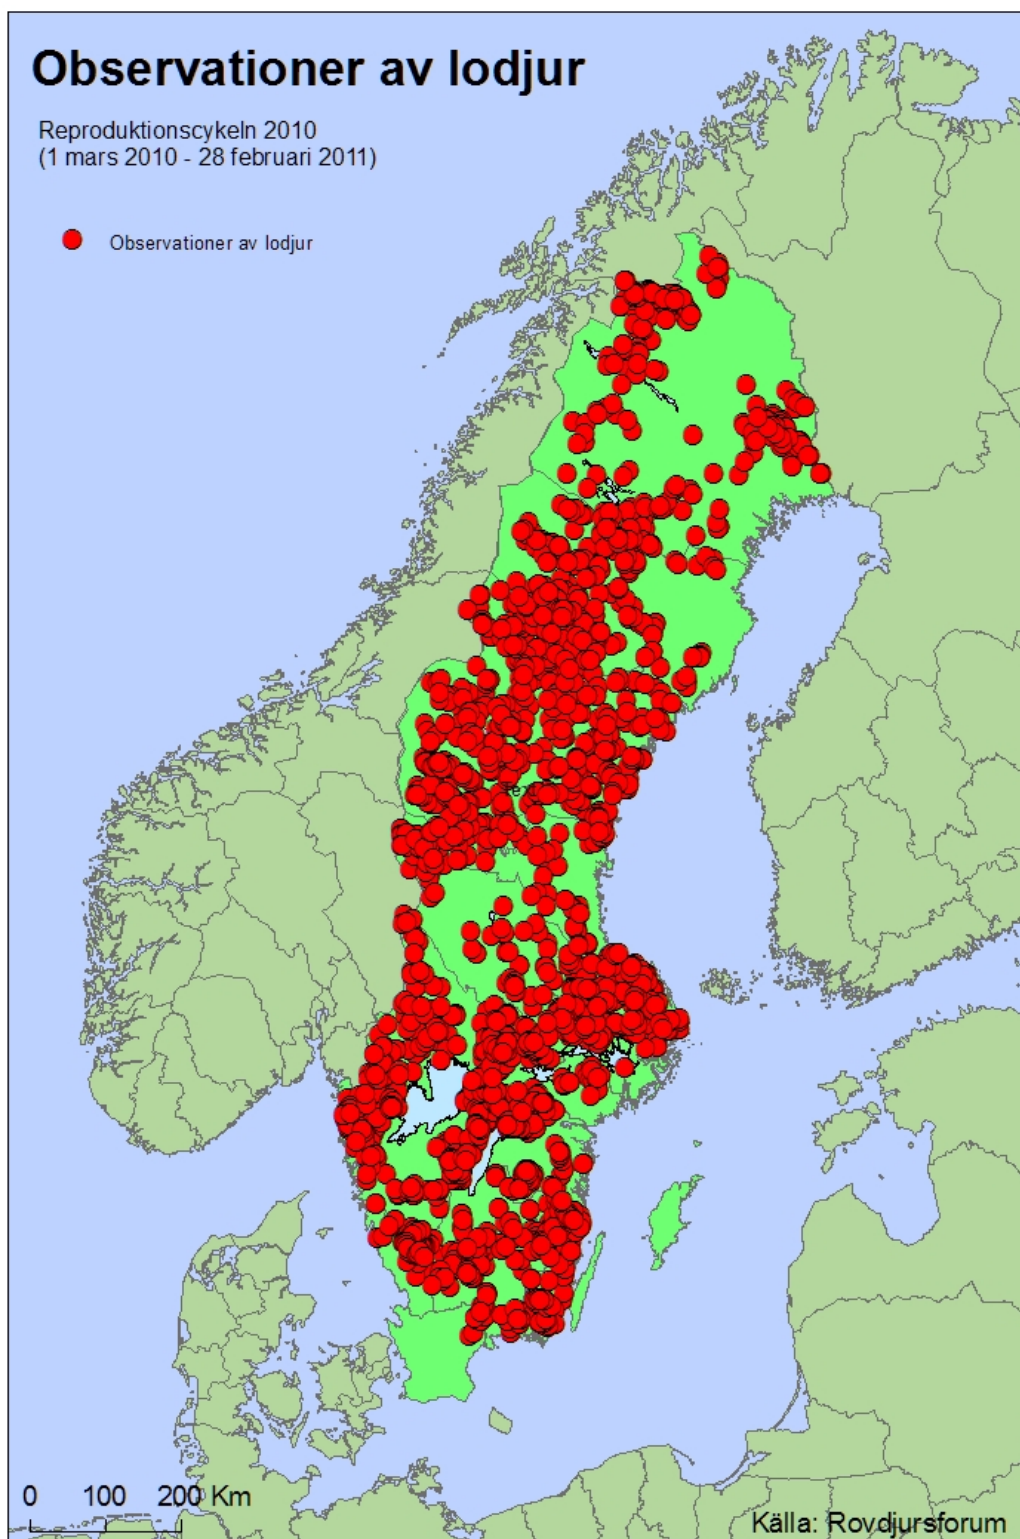 Observationer av lodjur
Reproduktionscykeln 2010
(1 mars 2010 - 28 februari 2011)
Observationer av lodjur
0 100 200 Km
Källa: Rovdjursforum